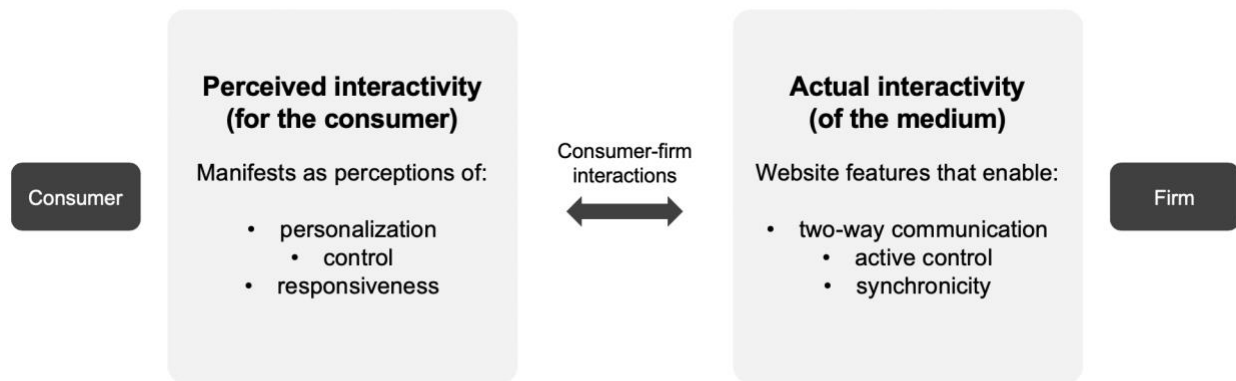 Consumer
Perceived interactivity
(for the consumer)
Manifests as perceptions of:
• personalization
• control
• responsiveness
Consumer-firm
interactions
Actual interactivity
(of the medium)
Website features that enable:
• two-way communication
• active control
• synchronicity
Firm